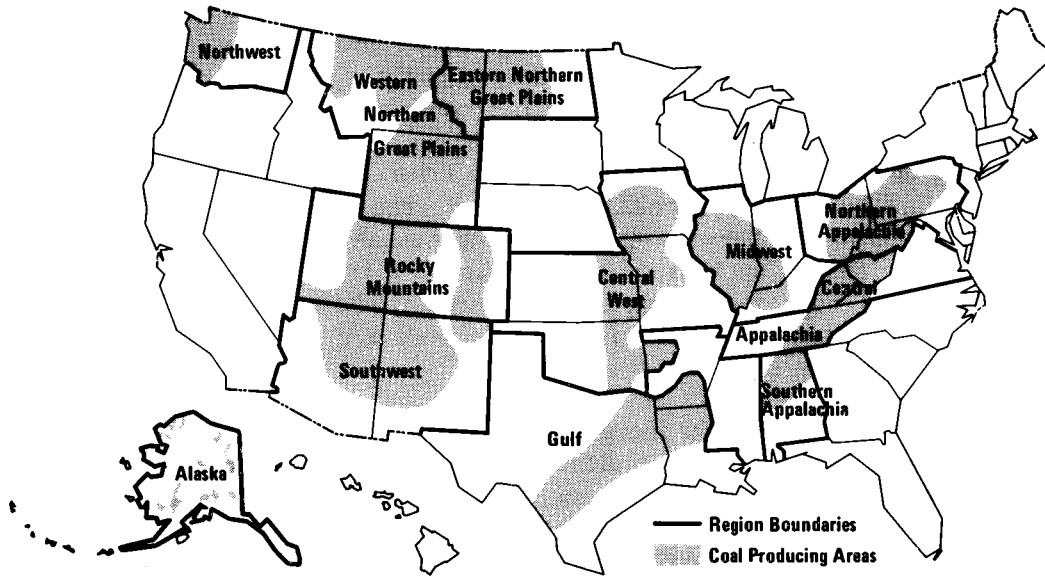 Northwest
Western
Northern
Great Plains
Eastern Northern
Great Plains
Rocky
Mountains
Southwest
Central
West
Midwest
Northern
Appalachia
Central
Appalachia
Southern
Appalachia
Gulf
Alaska
Region Boundaries
Coal Producing Areas